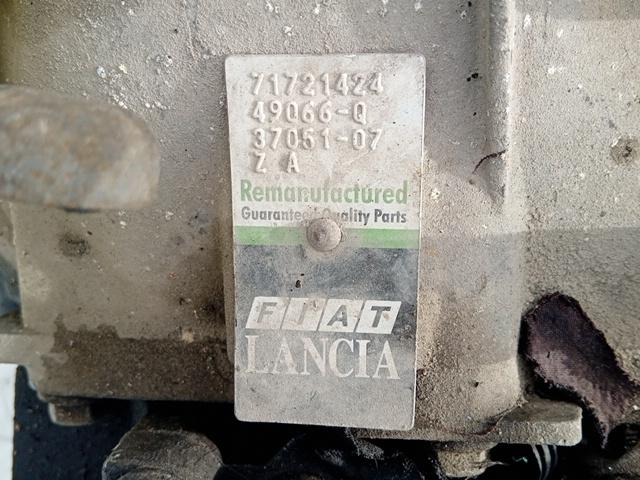 71721424
49066-Q
37051-07
Z A
Remanufactured
Guaranteed Quality Parts
FIAT
LANCIA